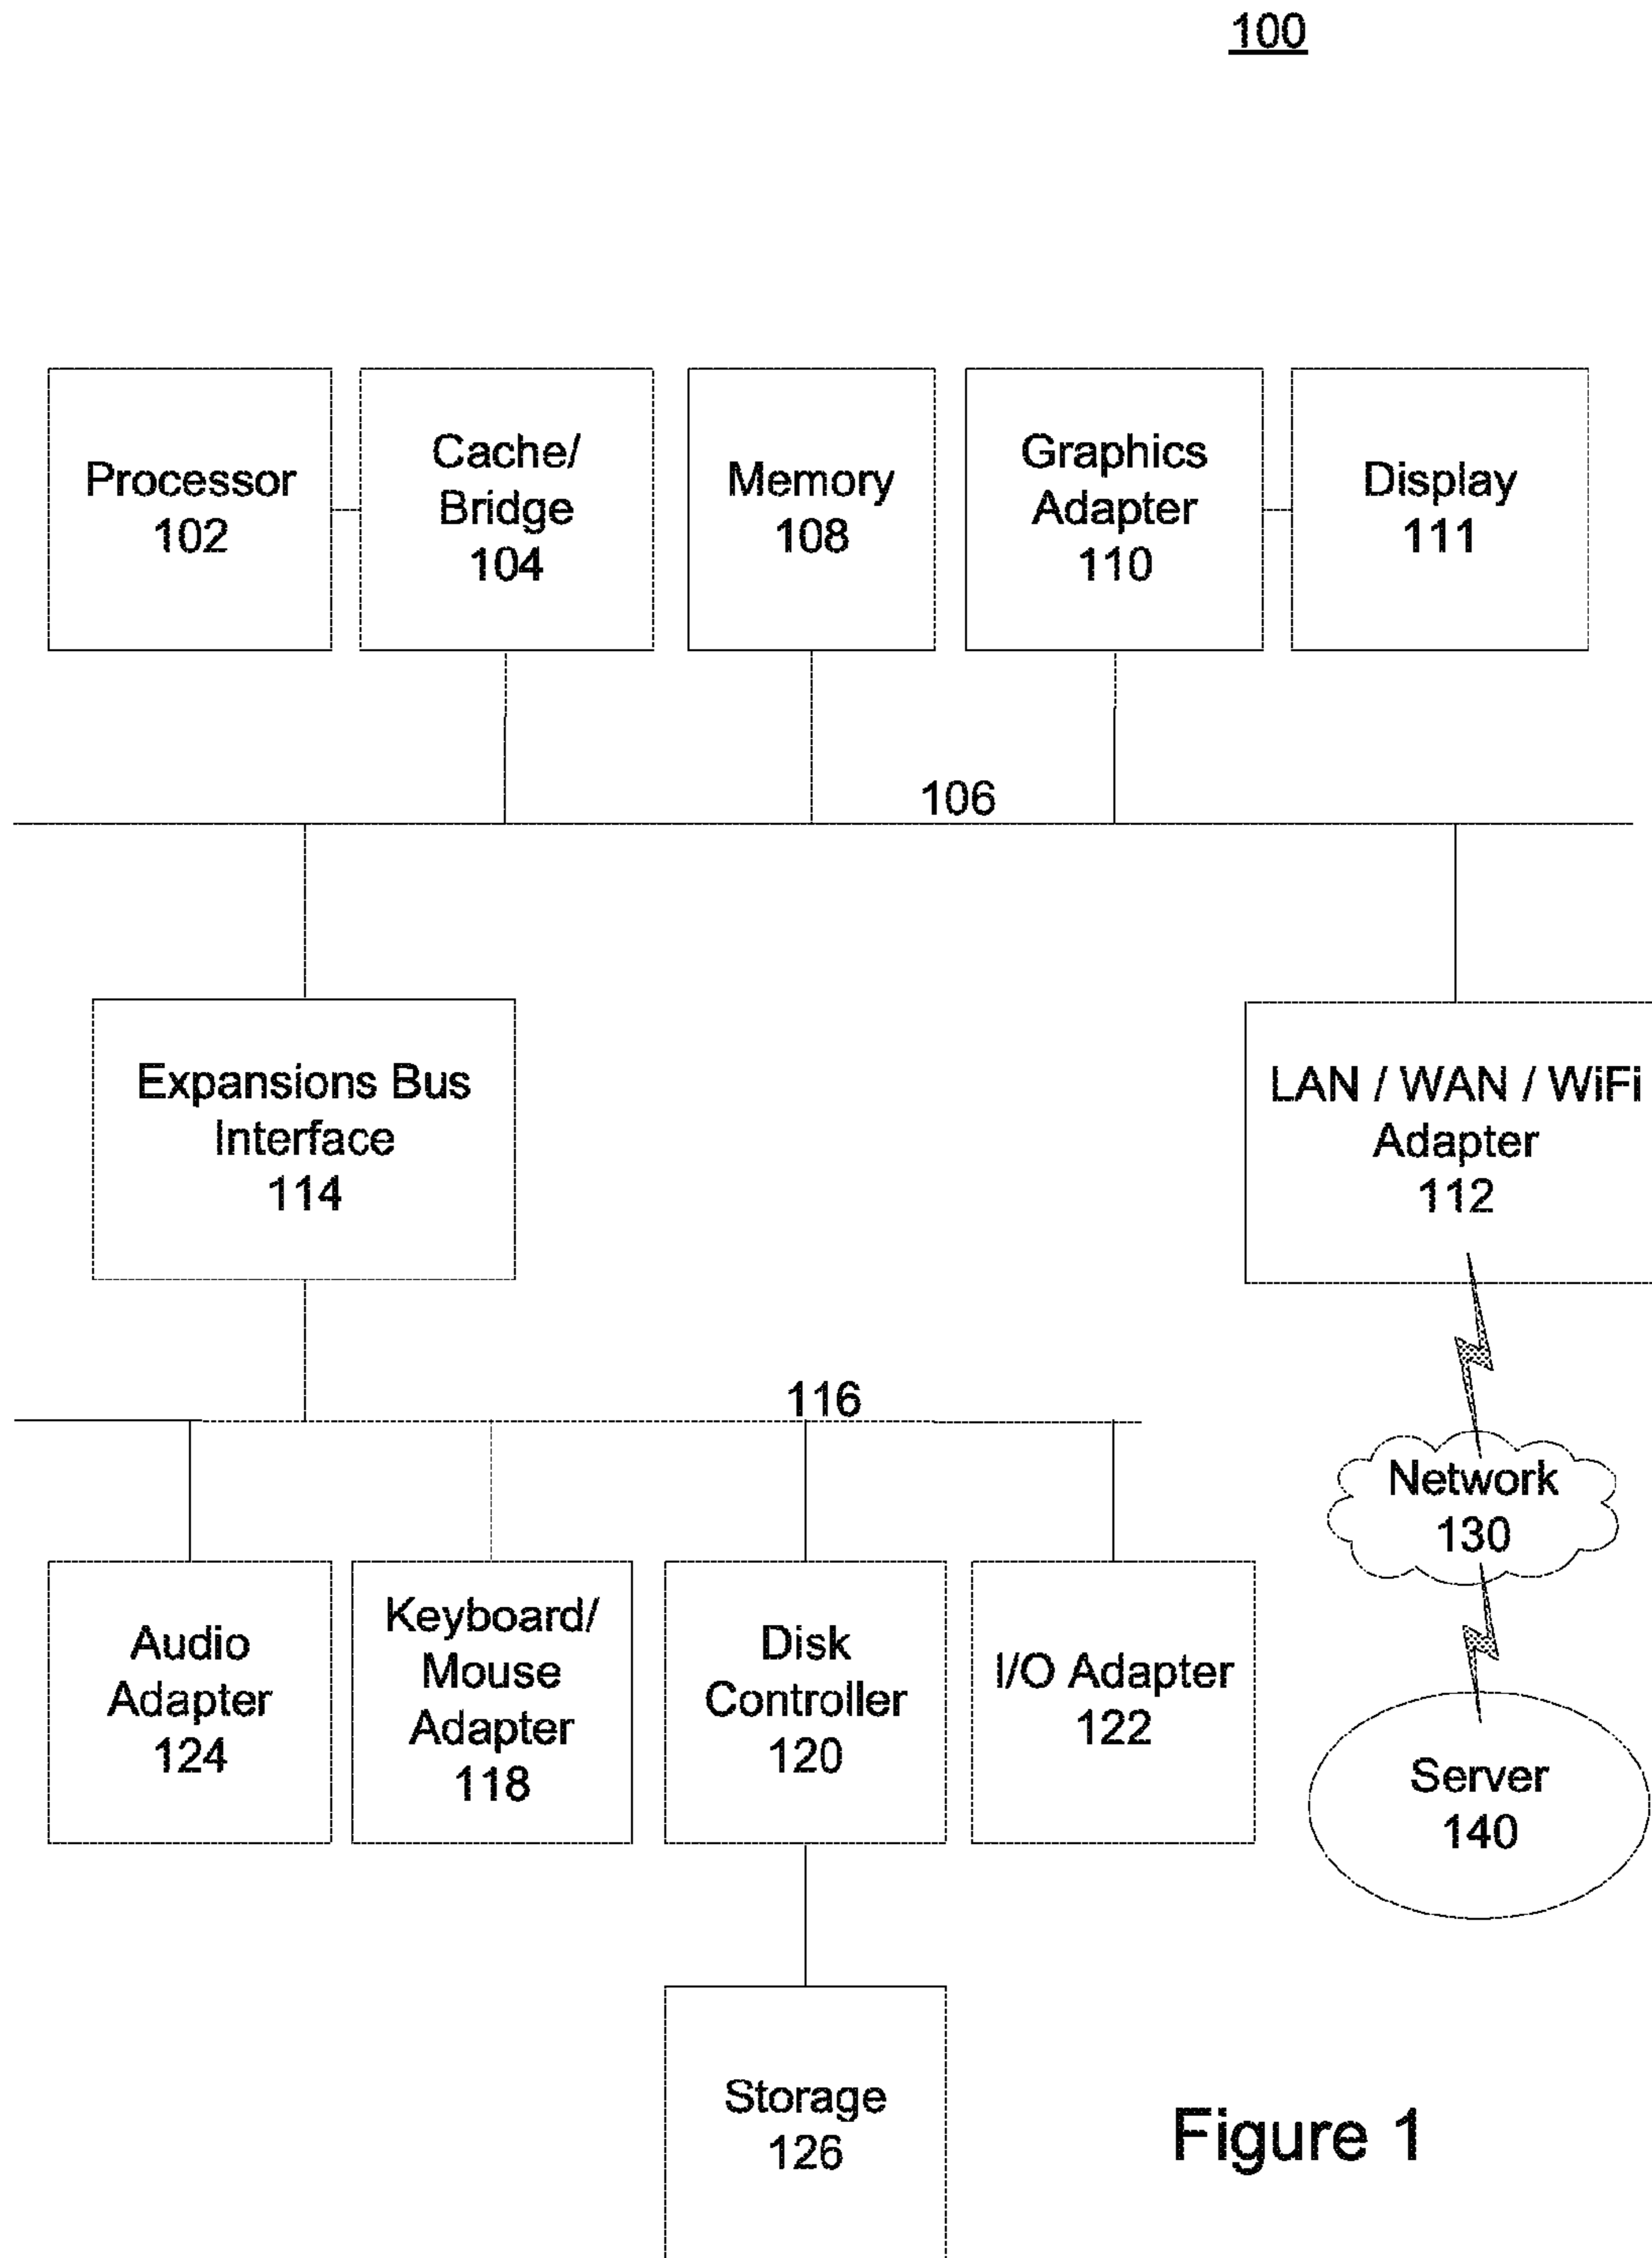 100
Processor
102
Cache/
Bridge
104
Memory
108
Graphics
Adapter
110
Display
111
106
Expansions Bus
Interface
114
LAN / WAN / WiFi
Adapter
112
116
Network
130
Audio
Adapter
124
Keyboard/
Mouse
Adapter
118
Disk
Controller
120
I/O Adapter
122
Server
140
Storage
126
Figure 1